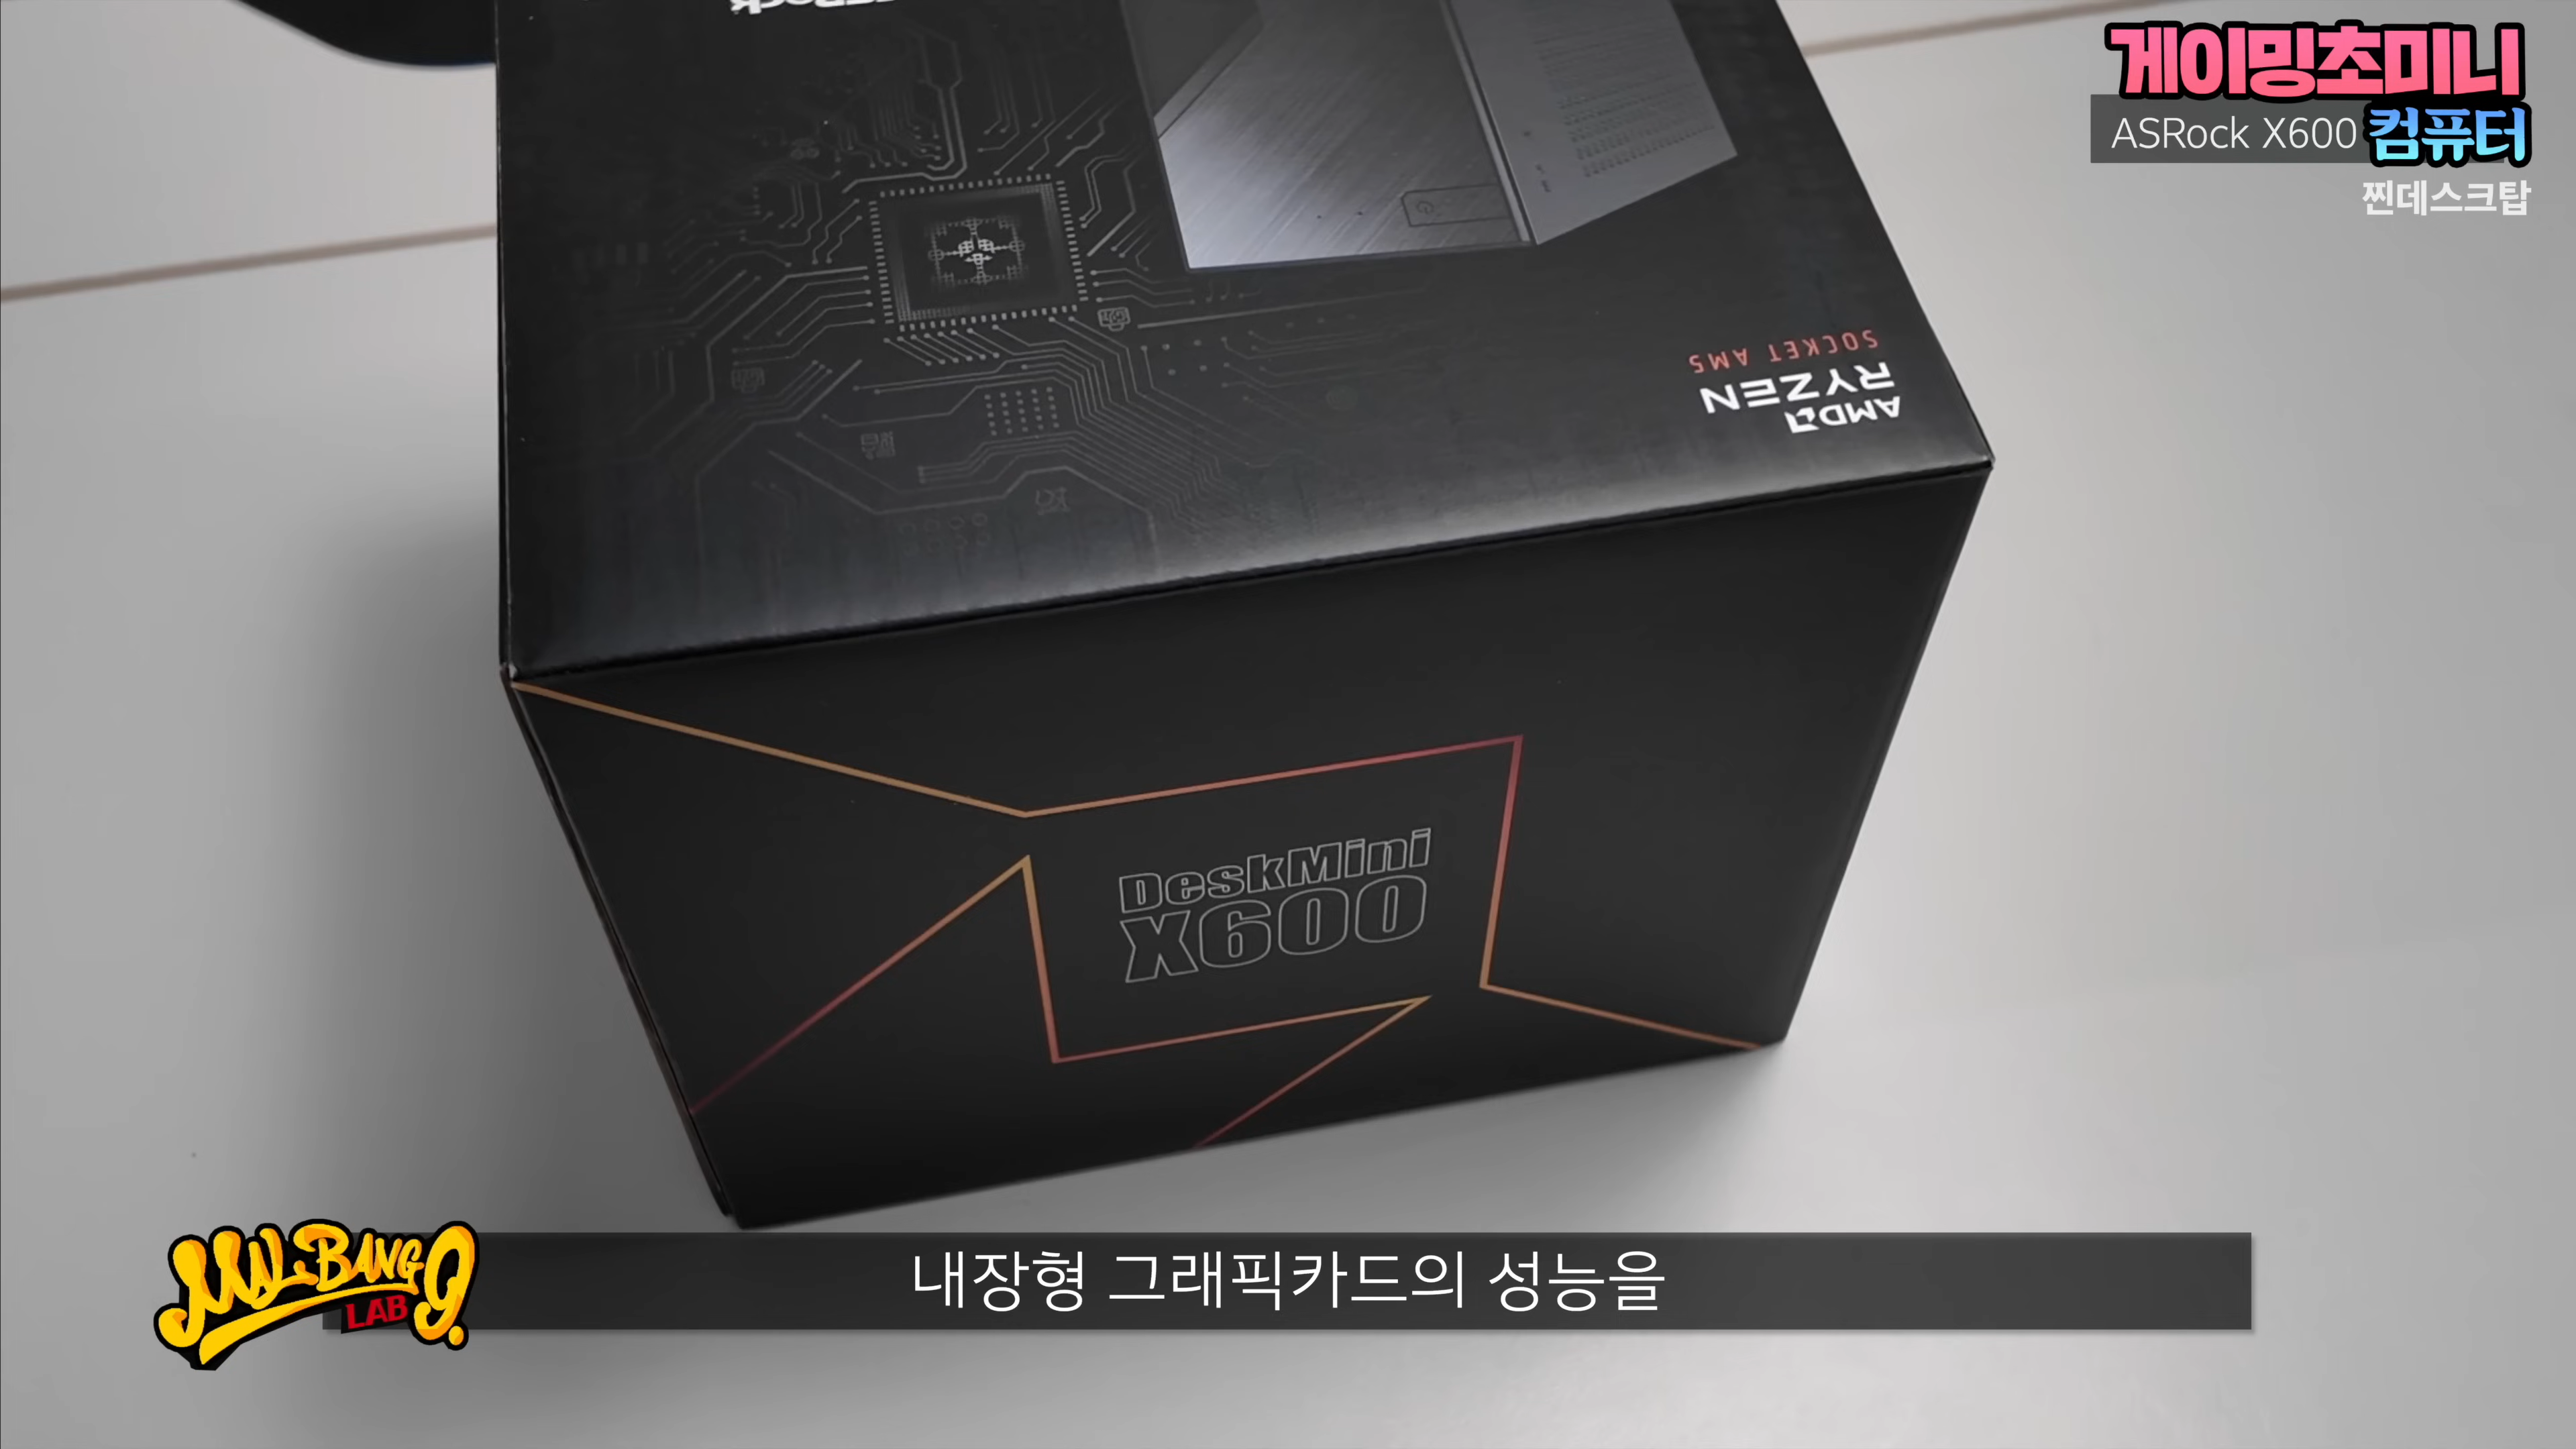 게이밍초미니
ASRock X600 컴퓨터
찐데스크탑
SOCKET AM5
RYZEN
AMD
DeskMini
X600
MALBANG
LAB
내장형 그래픽카드의 성능을